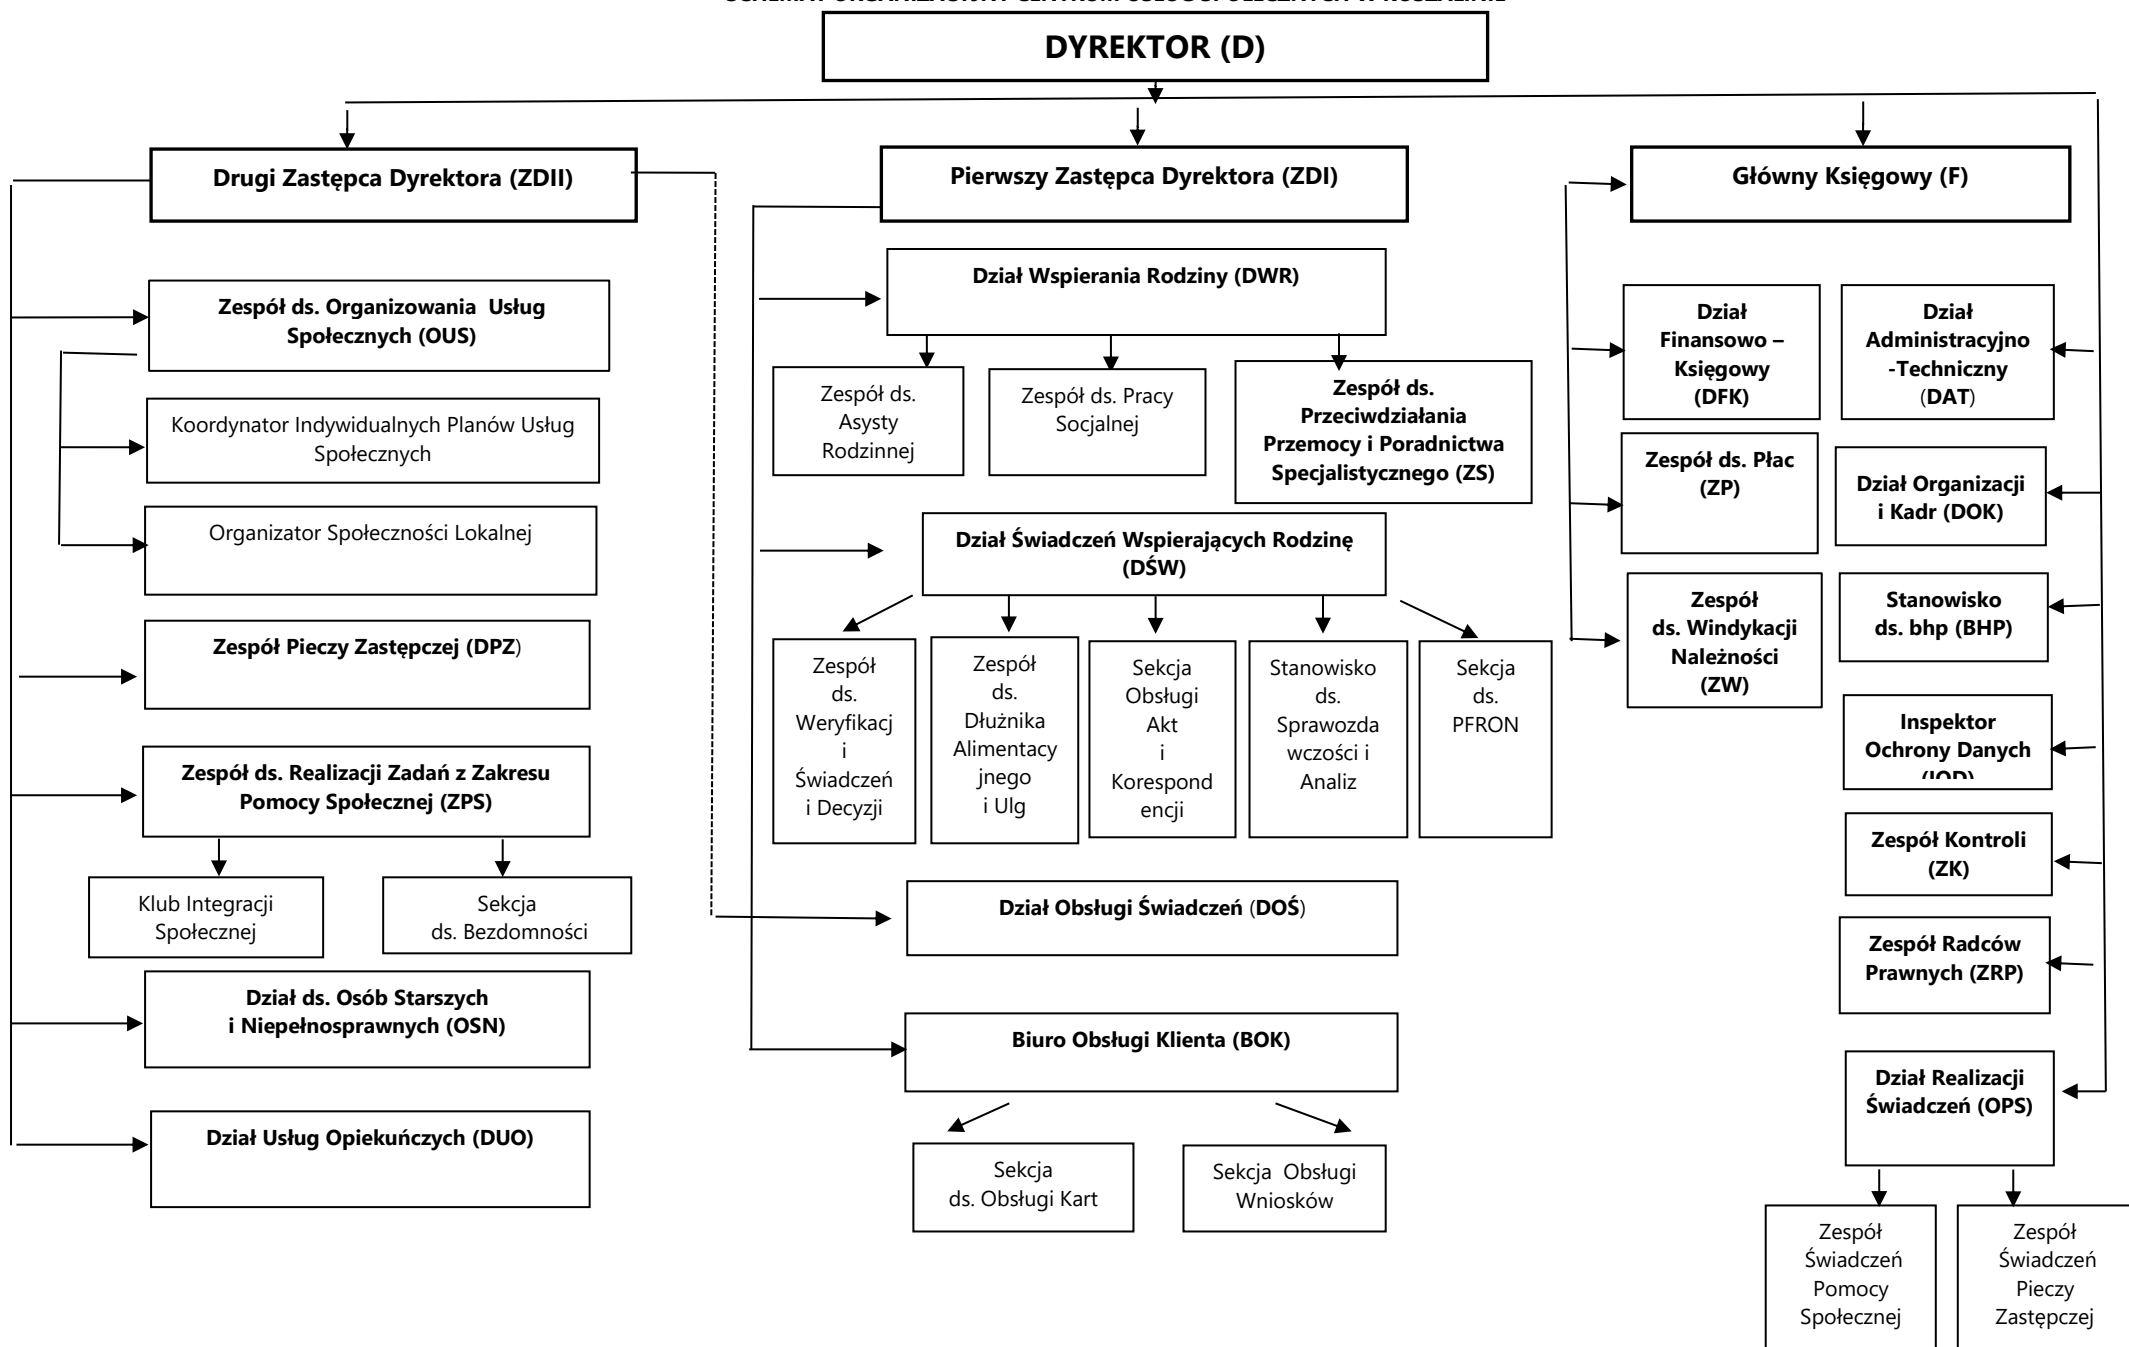 DYREKTOR (D)
Drugi Zastępca Dyrektora (ZDII)
Pierwszy Zastępca Dyrektora (ZDI)
Główny Księgowy (F)
Zespół ds. Organizowania  Usług
Społecznych (OUS)
Koordynator Indywidualnych Planów Usług
Społecznych
Organizator Społeczności Lokalnej
Zespół Pieczy Zastępczej (DPZ)
Zespół ds. Realizacji Zadań z Zakresu
Pomocy Społecznej (ZPS)
Klub Integracji
Społecznej
Sekcja
ds. Bezdomności
Dział ds. Osób Starszych
i Niepełnosprawnych (OSN)
Dział Usług Opiekuńczych (DUO)
Dział Wspierania Rodziny (DWR)
Zespół ds.
Asysty
Rodzinnej
Zespół ds. Pracy
Socjalnej
Zespół ds.
Przeciwdziałania
Przemocy i Poradnictwa
Specjalistycznego (ZS)
Dział Świadczeń Wspierających Rodzinę
(DŚW)
Zespół
ds.
Weryfikacj
i
Świadczeń
i Decyzji
Zespół
ds.
Dłużnika
Alimentacy
jnego
i Ulg
Sekcja
Obsługi
Akt
i
Korespond
encji
Stanowisko
ds.
Sprawozda
wczości i
Analiz
Sekcja
ds.
PFRON
Dział Obsługi Świadczeń (DOŚ)
Biuro Obsługi Klienta (BOK)
Sekcja
ds. Obsługi Kart
Sekcja  Obsługi
Wniosków
Dział
Finansowo –
Księgowy
(DFK)
Zespół ds. Płac
(ZP)
Zespół
ds. Windykacji
Należności
(ZW)
Dział
Administracyjno
-Techniczny
(DAT)
Dział Organizacji
i Kadr (DOK)
Stanowisko
ds. bhp (BHP)
Inspektor
Ochrony Danych
(IOD)
Zespół Kontroli
(ZK)
Zespół Radców
Prawnych (ZRP)
Dział Realizacji
Świadczeń (OPS)
Zespół
Świadczeń
Pomocy
Społecznej
Zespół
Świadczeń
Pieczy
Zastępczej